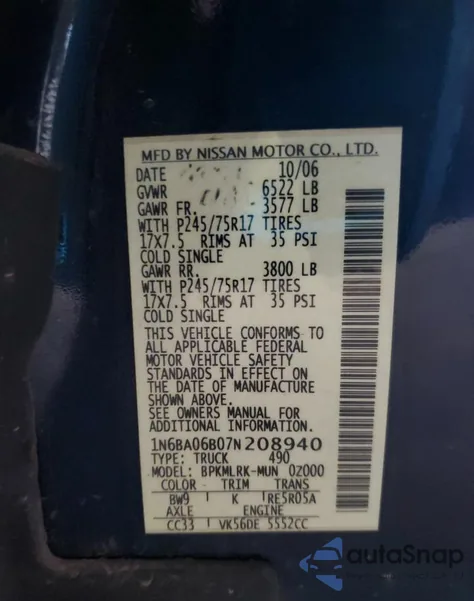 MFD BY NISSAN MOTOR CO., LTD.
DATE 10/06
GVWR 6522 LB
GAWR FR. 3577 LB
WITH P245/75R17 TIRES
17X7.5 RIMS AT 35 PSI
COLD SINGLE
GAWR RR. 3800 LB
WITH P245/75R17 TIRES
17X7.5 RIMS AT 35 PSI
COLD SINGLE
THIS VEHICLE CONFORMS TO
ALL APPLICABLE FEDERAL
MOTOR VEHICLE SAFETY
STANDARDS IN EFFECT ON
THE DATE OF MANUFACTURE
SHOWN ABOVE.
SEE OWNERS MANUAL FOR
ADDITIONAL INFORMATION.
1N6BA06B07N208940
TYPE: TRUCK 490
MODEL: BPKMLRK-MUN 02000
COLOR TRIM TRANS
BW9 K RE5R05A
AXLE ENGINE
CC33 VK56DE 5552CC
autoSnap